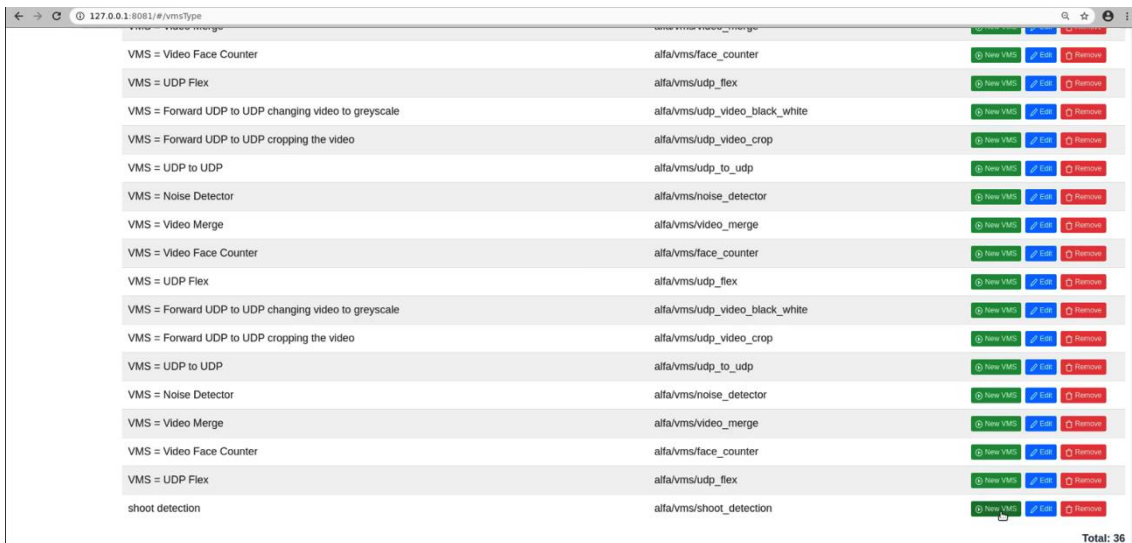 127.0.0.1:8081/#/vmsType
VMS = Video Merge alfa/vms/video_merge Edit
VMS = Video Face Counter alfa/vms/face_counter New VMS Edit Remove
VMS = UDP Flex alfa/vms/udp_flex New VMS Edit Remove
VMS = Forward UDP to UDP changing video to greyscale alfa/vms/udp_video_black_white New VMS Edit Remove
VMS = Forward UDP to UDP cropping the video alfa/vms/udp_video_crop New VMS Edit Remove
VMS = UDP to UDP alfa/vms/udp_to_udp New VMS Edit Remove
VMS = Noise Detector alfa/vms/noise_detector New VMS Edit Remove
VMS = Video Merge alfa/vms/video_merge New VMS Edit Remove
VMS = Video Face Counter alfa/vms/face_counter New VMS Edit Remove
VMS = UDP Flex alfa/vms/udp_flex New VMS Edit Remove
VMS = Forward UDP to UDP changing video to greyscale alfa/vms/udp_video_black_white New VMS Edit Remove
VMS = Forward UDP to UDP cropping the video alfa/vms/udp_video_crop New VMS Edit Remove
VMS = UDP to UDP alfa/vms/udp_to_udp New VMS Edit Remove
VMS = Noise Detector alfa/vms/noise_detector New VMS Edit Remove
VMS = Video Merge alfa/vms/video_merge New VMS Edit Remove
VMS = Video Face Counter alfa/vms/face_counter New VMS Edit Remove
VMS = UDP Flex alfa/vms/udp_flex New VMS Edit Remove
shoot detection alfa/vms/shoot_detection New VMS Edit Remove
Total: 36